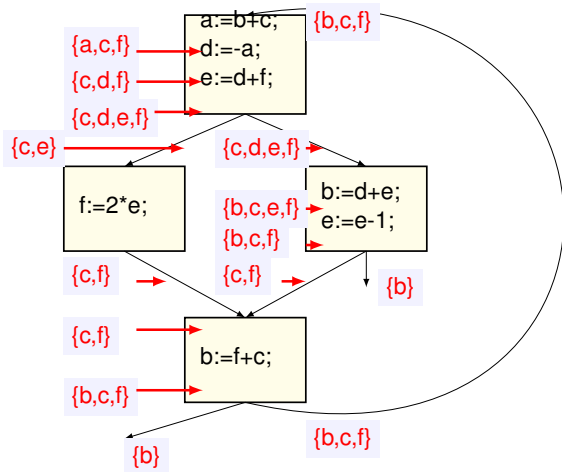 a:=b+c;
{b,c,f}
{a,c,f}
d:=-a;
{c,d,f}
e:=d+f;
{c,d,e,f}
{c,e}
{c,d,e,f}
f:=2*e;
b:=d+e;
{b,c,e,f}
e:=e-1;
{b,c,f}
{c,f}
{c,f}
{b}
{c,f}
b:=f+c;
{b,c,f}
{b,c,f}
{b}